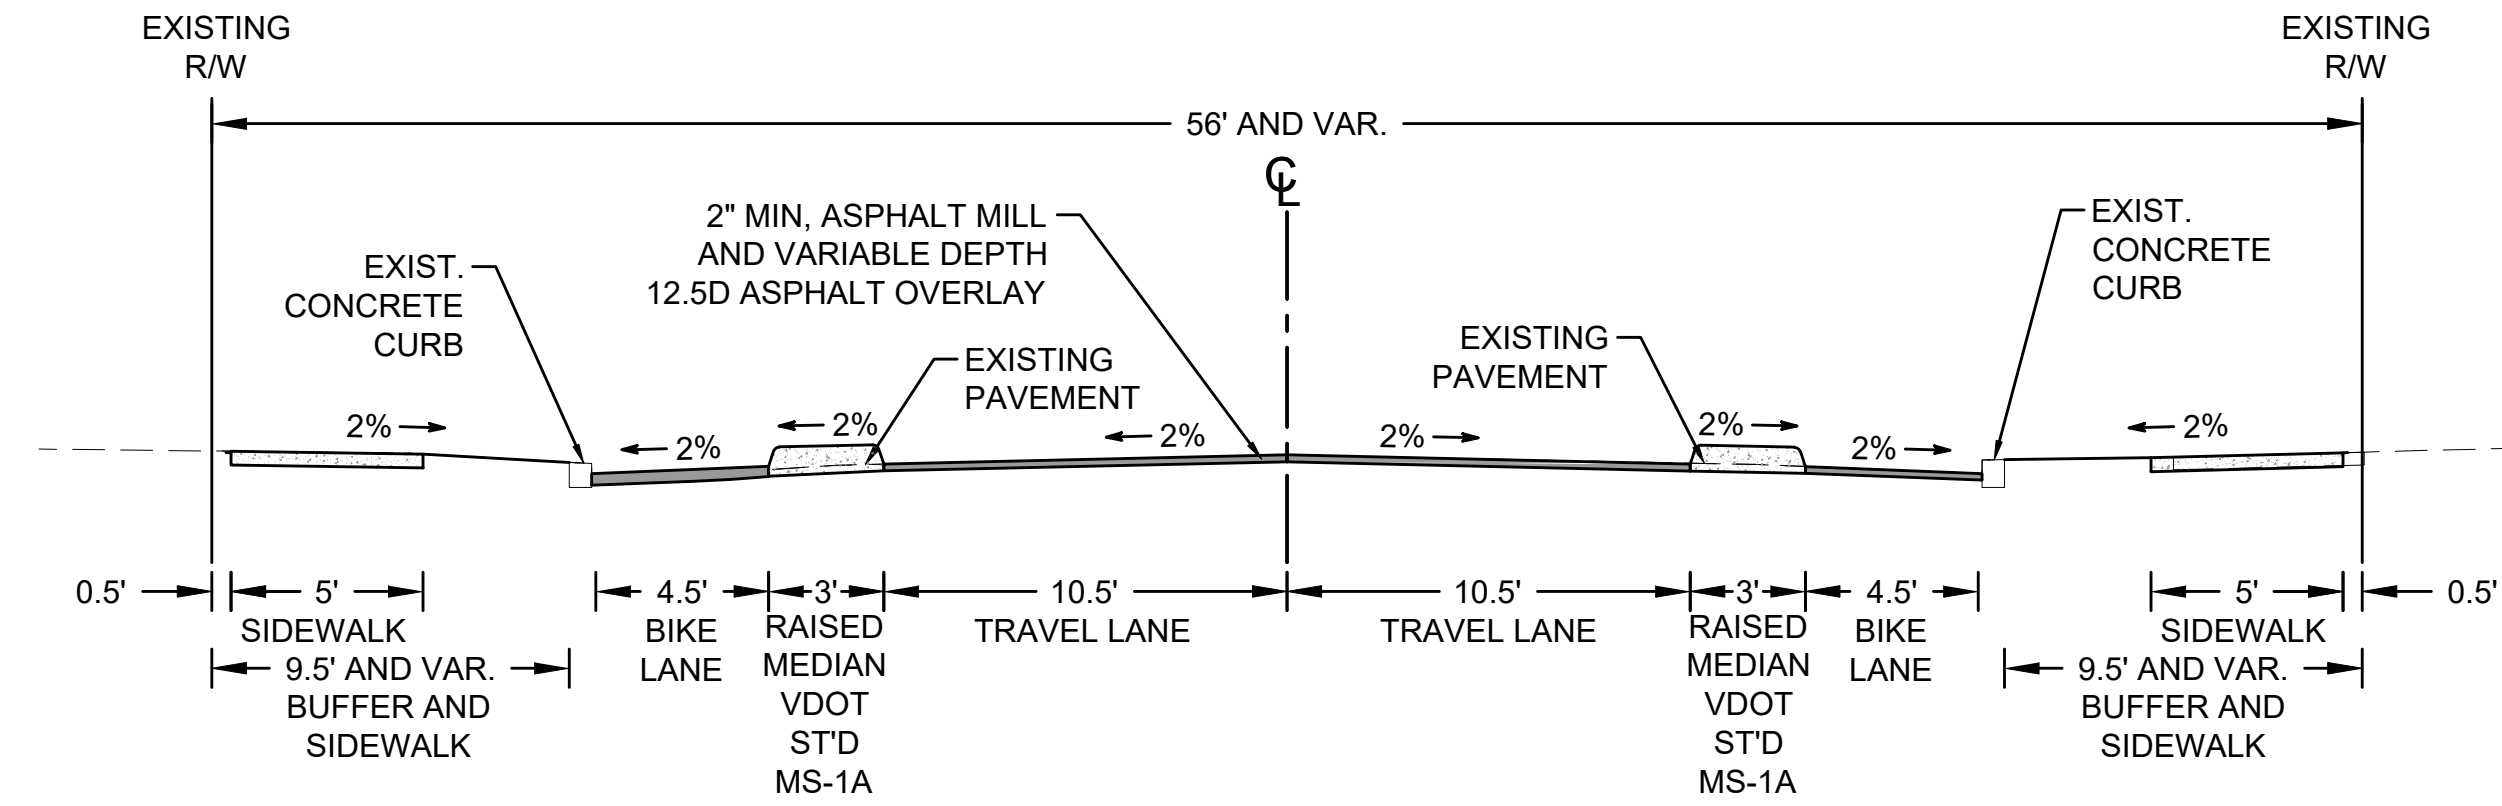 EXISTING
R/W
EXISTING
R/W
56' AND VAR.
℄
2" MIN, ASPHALT MILL
AND VARIABLE DEPTH
12.5D ASPHALT OVERLAY
EXIST.
CONCRETE
CURB
EXIST.
CONCRETE
CURB
EXISTING
PAVEMENT
EXISTING
PAVEMENT
2%
2%
2%
2%
2%
2%
2%
2%
0.5'
5'
SIDEWALK
9.5' AND VAR.
BUFFER AND
SIDEWALK
4.5'
BIKE
LANE
3'
RAISED
MEDIAN
VDOT
ST'D
MS-1A
10.5'
TRAVEL LANE
10.5'
TRAVEL LANE
3'
RAISED
MEDIAN
VDOT
ST'D
MS-1A
4.5'
BIKE
LANE
5'
SIDEWALK
9.5' AND VAR.
BUFFER AND
SIDEWALK
0.5'